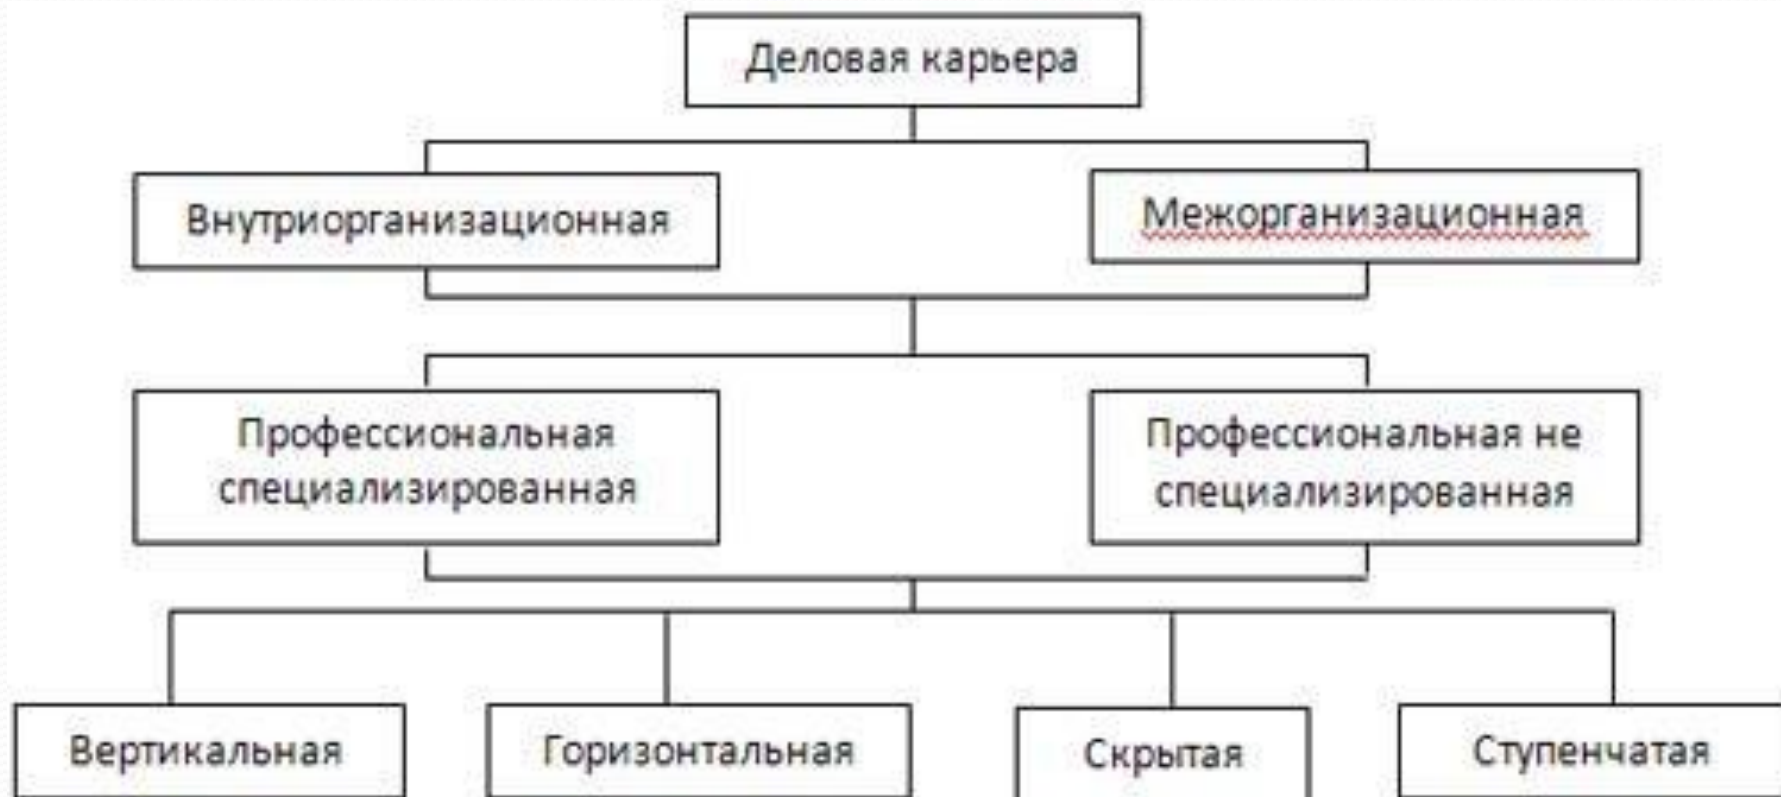 Деловая карьера
Внутриорганизационная
Межорганизационная
Профессиональная
специализированная
Профессиональная не
специализированная
Вертикальная
Горизонтальная
Скрытая
Ступенчатая